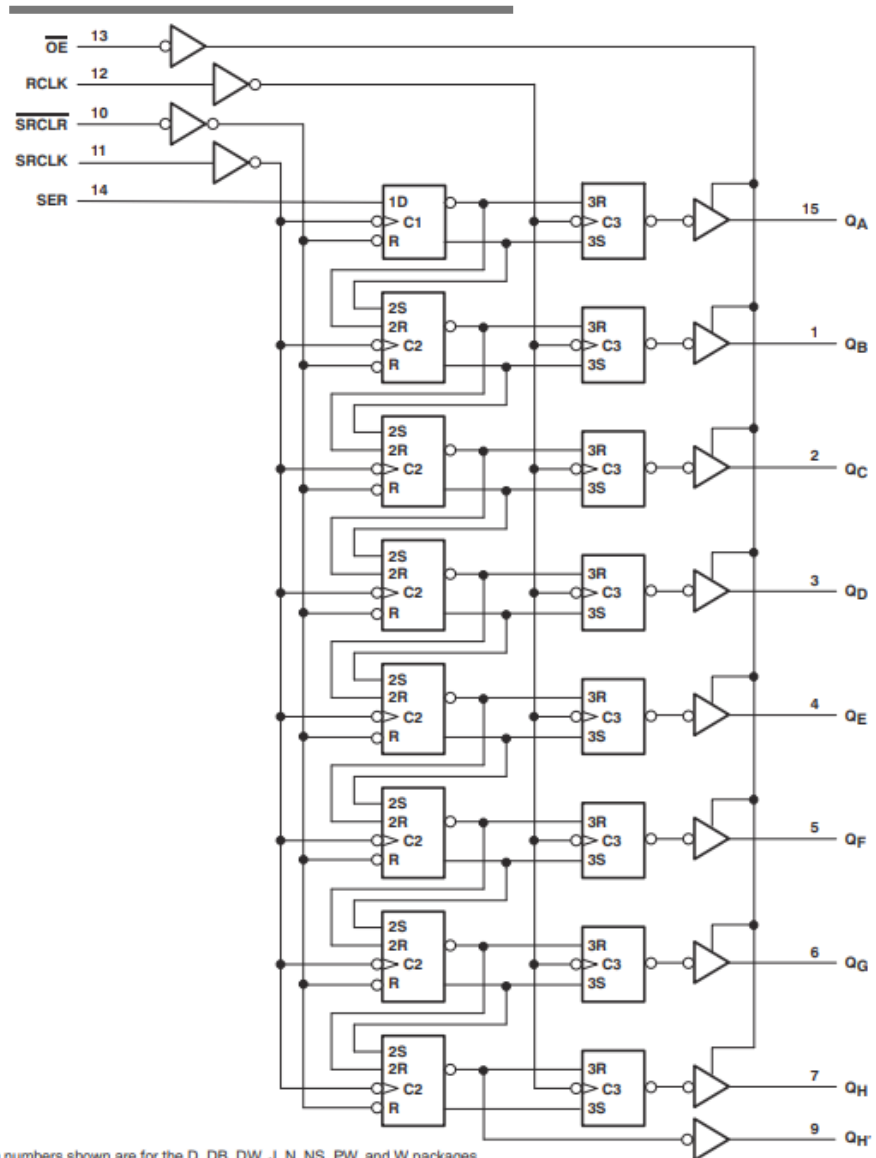 OE 13
RCLK 12
SRCLR 10
SRCLK 11
SER 14
1D 3R
C1 C3 15 QA
R 3S
2S
2R 3R
C2 C3 1 QB
R 3S
2S
2R 3R
C2 C3 2 QC
R 3S
2S
2R 3R
C2 C3 3 QD
R 3S
2S
2R 3R
C2 C3 4 QE
R 3S
2S
2R 3R
C2 C3 5 QF
R 3S
2S
2R 3R
C2 C3 6 QG
R 3S
2S
2R 3R
C2 C3 7 QH
R 3S
9 QH'
numbers shown are for the D, DB, DW, J, N, NS, PW, and W packages